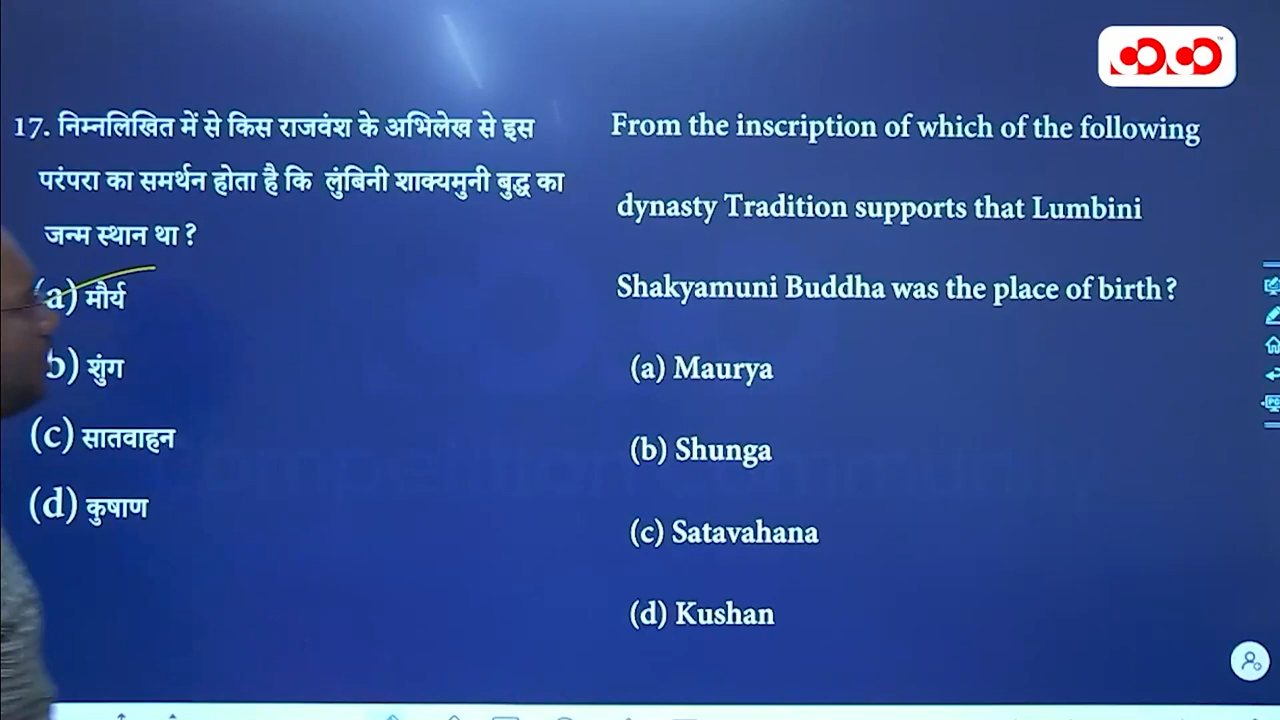 17. निम्नलिखित में से किस राजवंश के अभिलेख से इस
परंपरा का समर्थन होता है कि लुंबिनी शाक्यमुनी बुद्ध का
जन्म स्थान था ?
(a) मौर्य
b) शुंग
(c) सातवाहन
(d) कुषाण
From the inscription of which of the following
dynasty Tradition supports that Lumbini
Shakyamuni Buddha was the place of birth?
(a) Maurya
(b) Shunga
(c) Satavahana
(d) Kushan